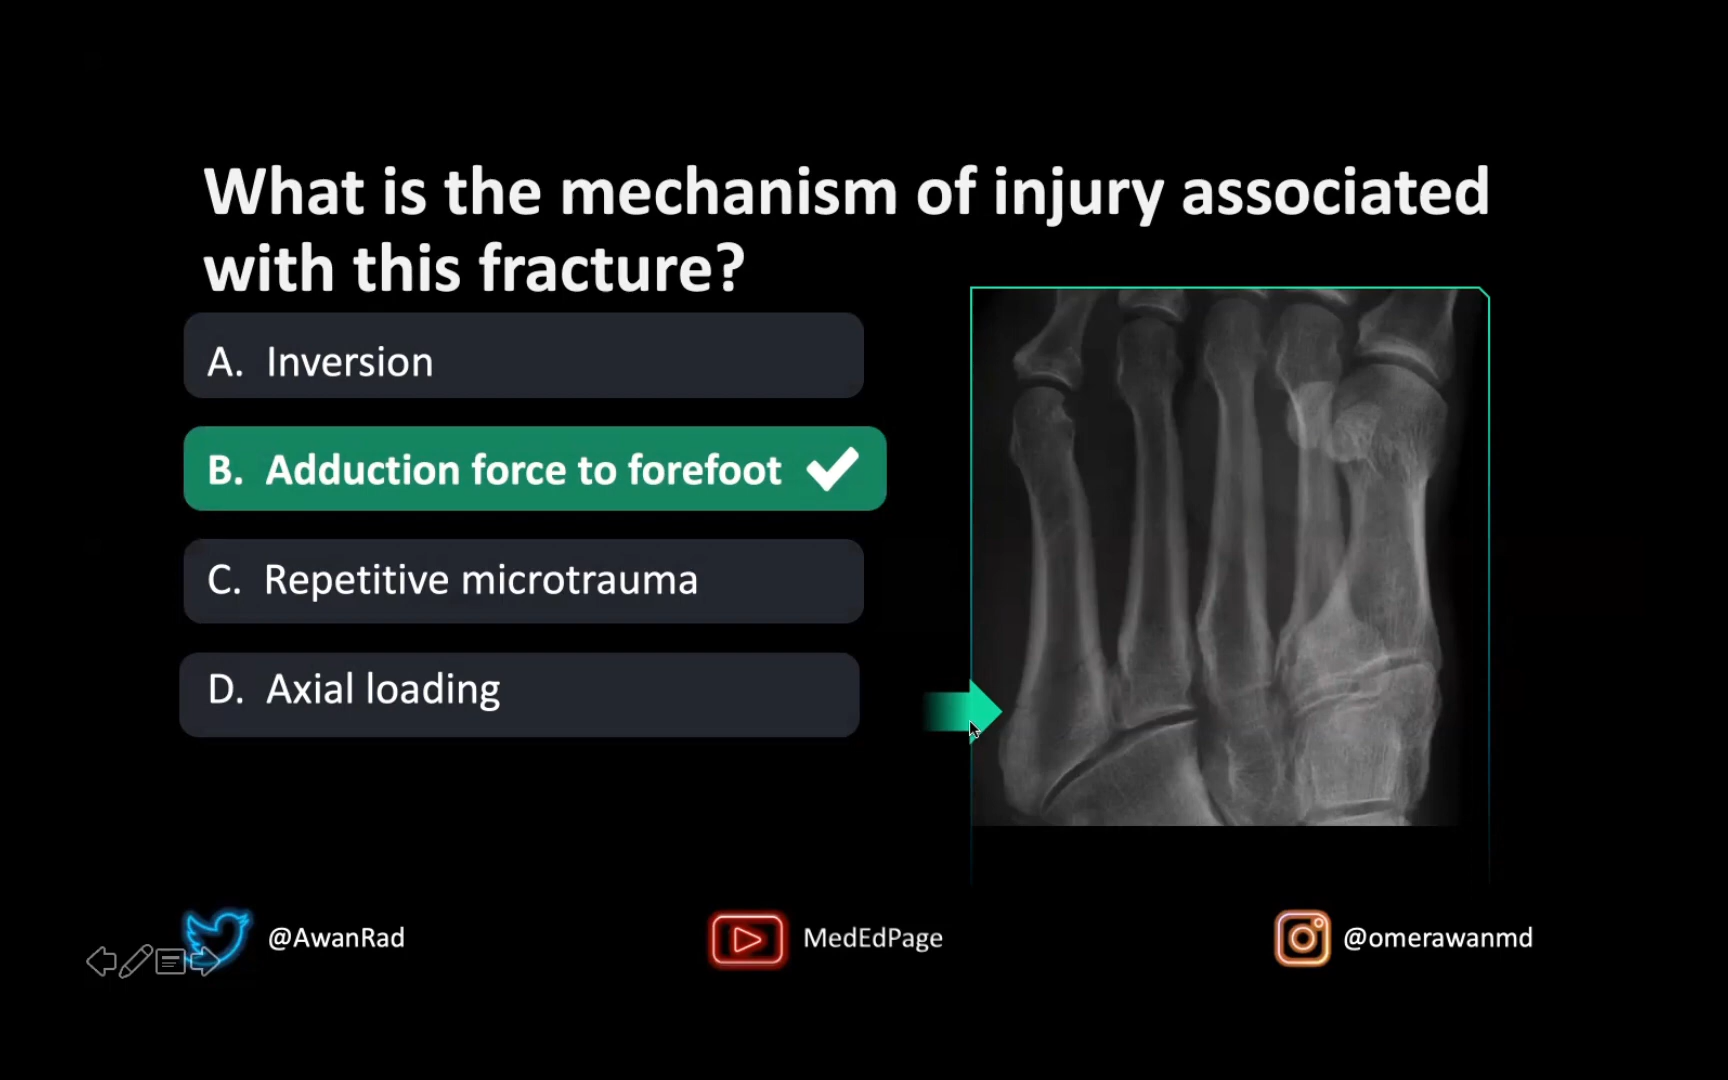 What is the mechanism of injury associated
with this fracture?
A. Inversion
B. Adduction force to forefoot
C. Repetitive microtrauma
D. Axial loading
@AwanRad
MedEdPage
@omerawanmd